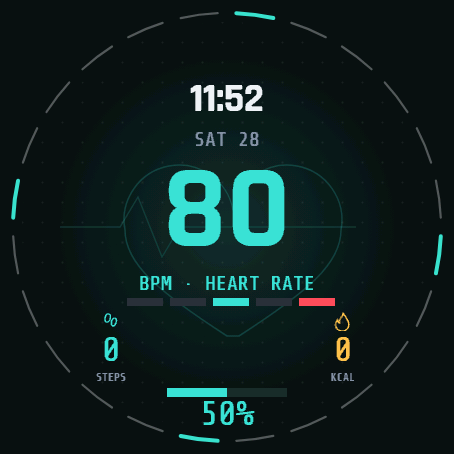 11:52
SAT 28
80
BPM · HEART RATE
0
STEPS
0
KCAL
50%